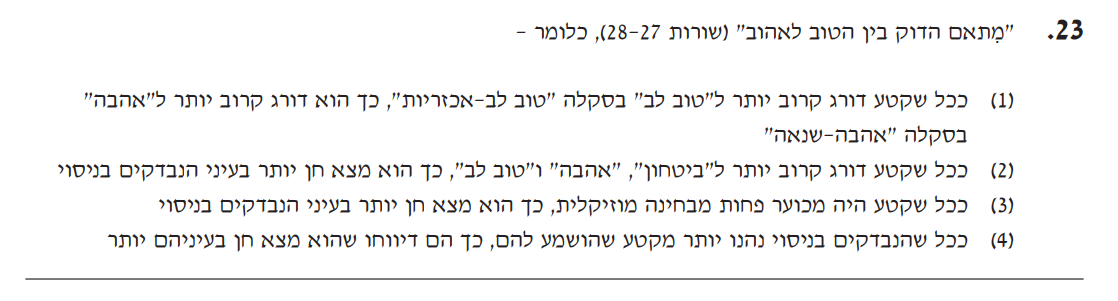 23. "מִתאם הדוק בין הטוב לאהוב" (שורות 27-28), כלומר -
(1) ככל שקטע דורג קרוב יותר ל"טוב לב" בסקלה "טוב לב-אכזריות", כך הוא דורג קרוב יותר ל"אהבה"
בסקלה "אהבה-שנאה"
(2) ככל שקטע דורג קרוב יותר ל"ביטחון", "אהבה" ו"טוב לב", כך הוא מצא חן יותר בעיני הנבדקים בניסוי
(3) ככל שקטע היה מכוער פחות מבחינה מוזיקלית, כך הוא מצא חן יותר בעיני הנבדקים בניסוי
(4) ככל שהנבדקים בניסוי נהנו יותר מקטע שהושמע להם, כך הם דיווחו שהוא מצא חן בעיניהם יותר